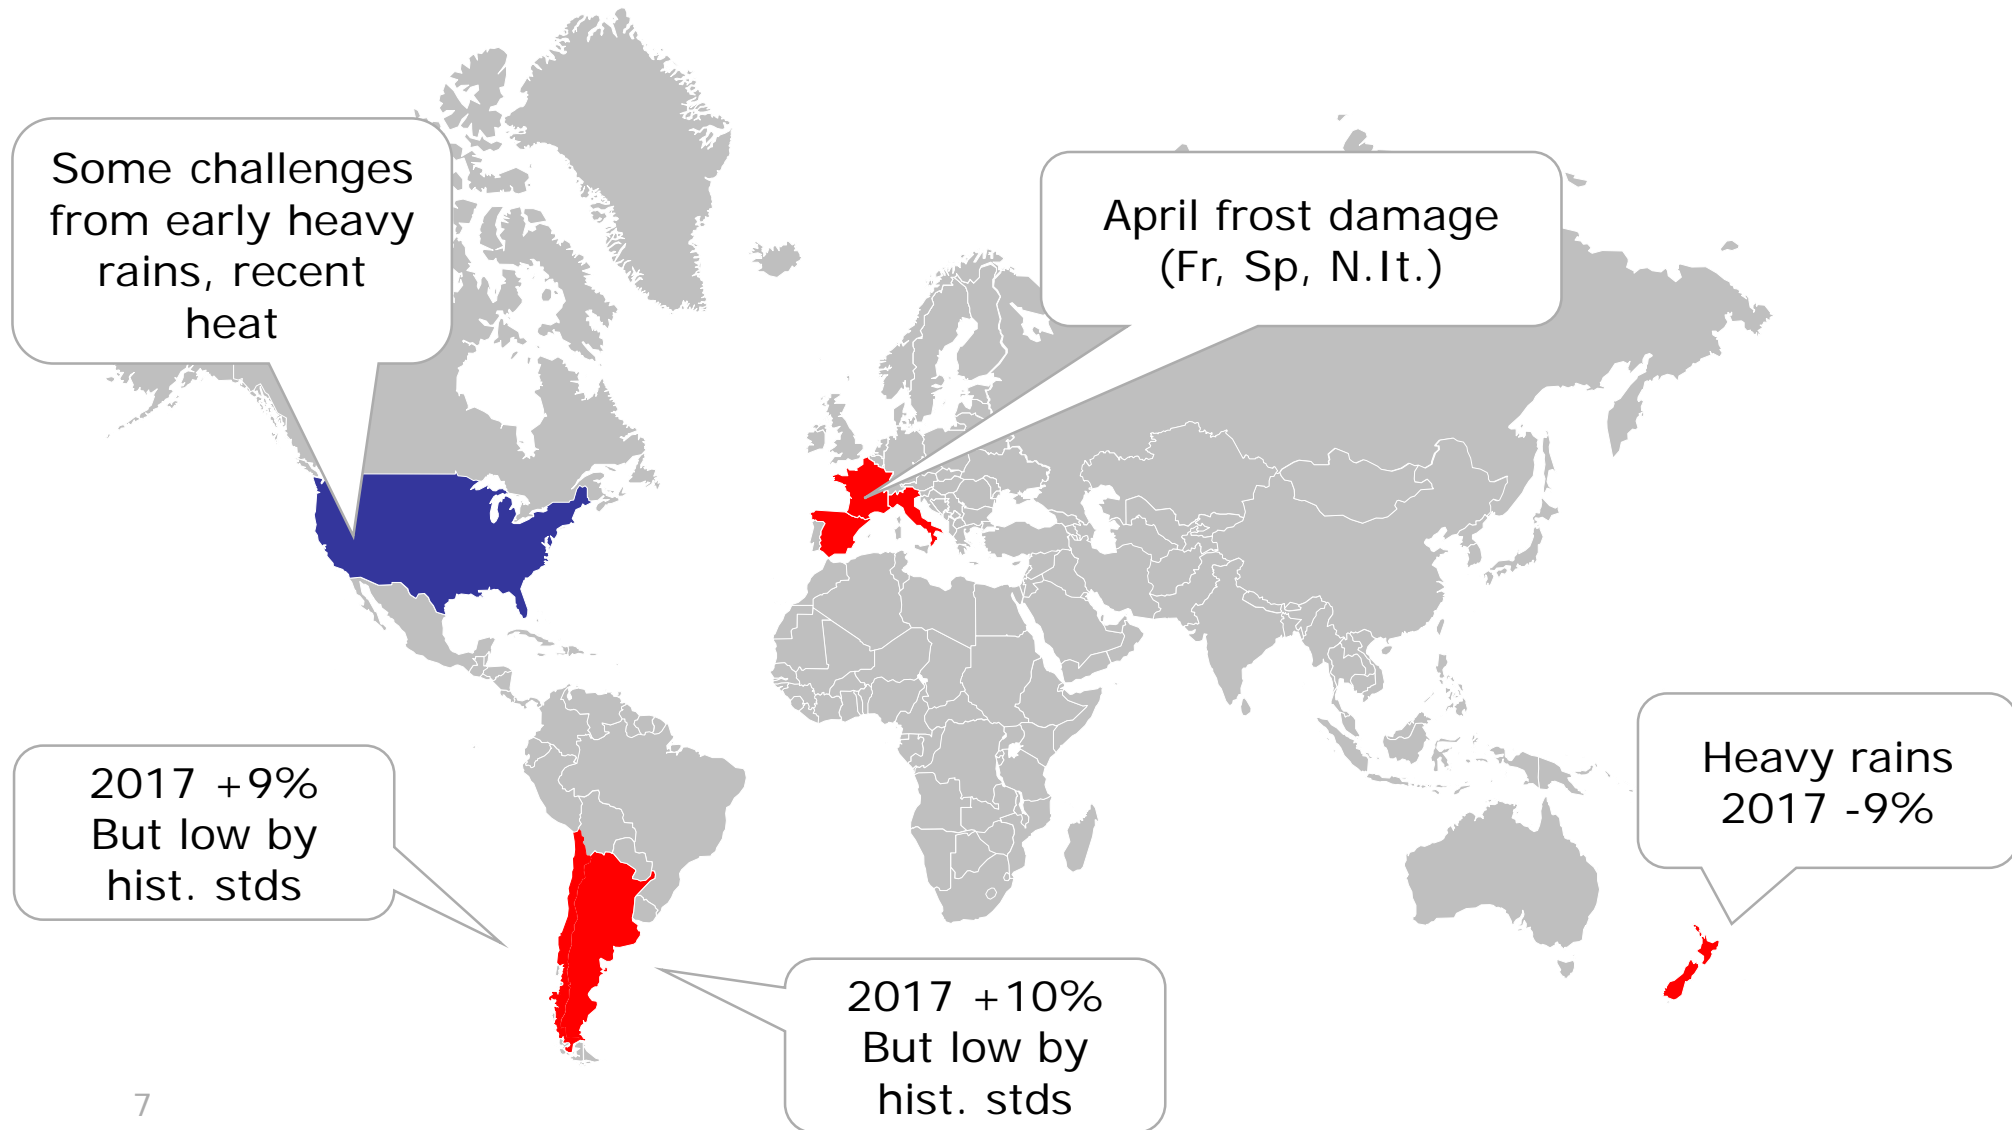 Some challenges
from early heavy
rains, recent
heat
April frost damage
(Fr, Sp, N.It.)
2017 +9%
But low by
hist. stds
2017 +10%
But low by
hist. stds
Heavy rains
2017 -9%
7